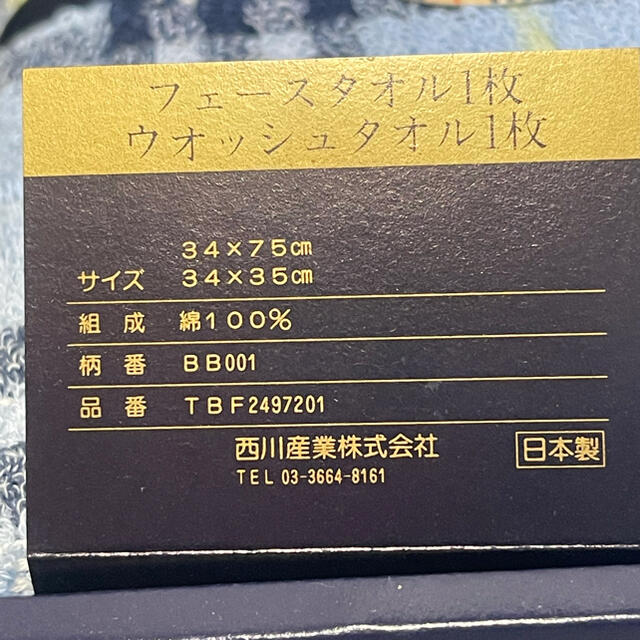 フェースタオル1枚
ウオッシュタオル1枚
34×75㎝
サイズ 34×35㎝
組成 綿100%
柄番 BB001
品番 TBF2497201
西川産業株式会社
日本製
TEL 03-3664-8161